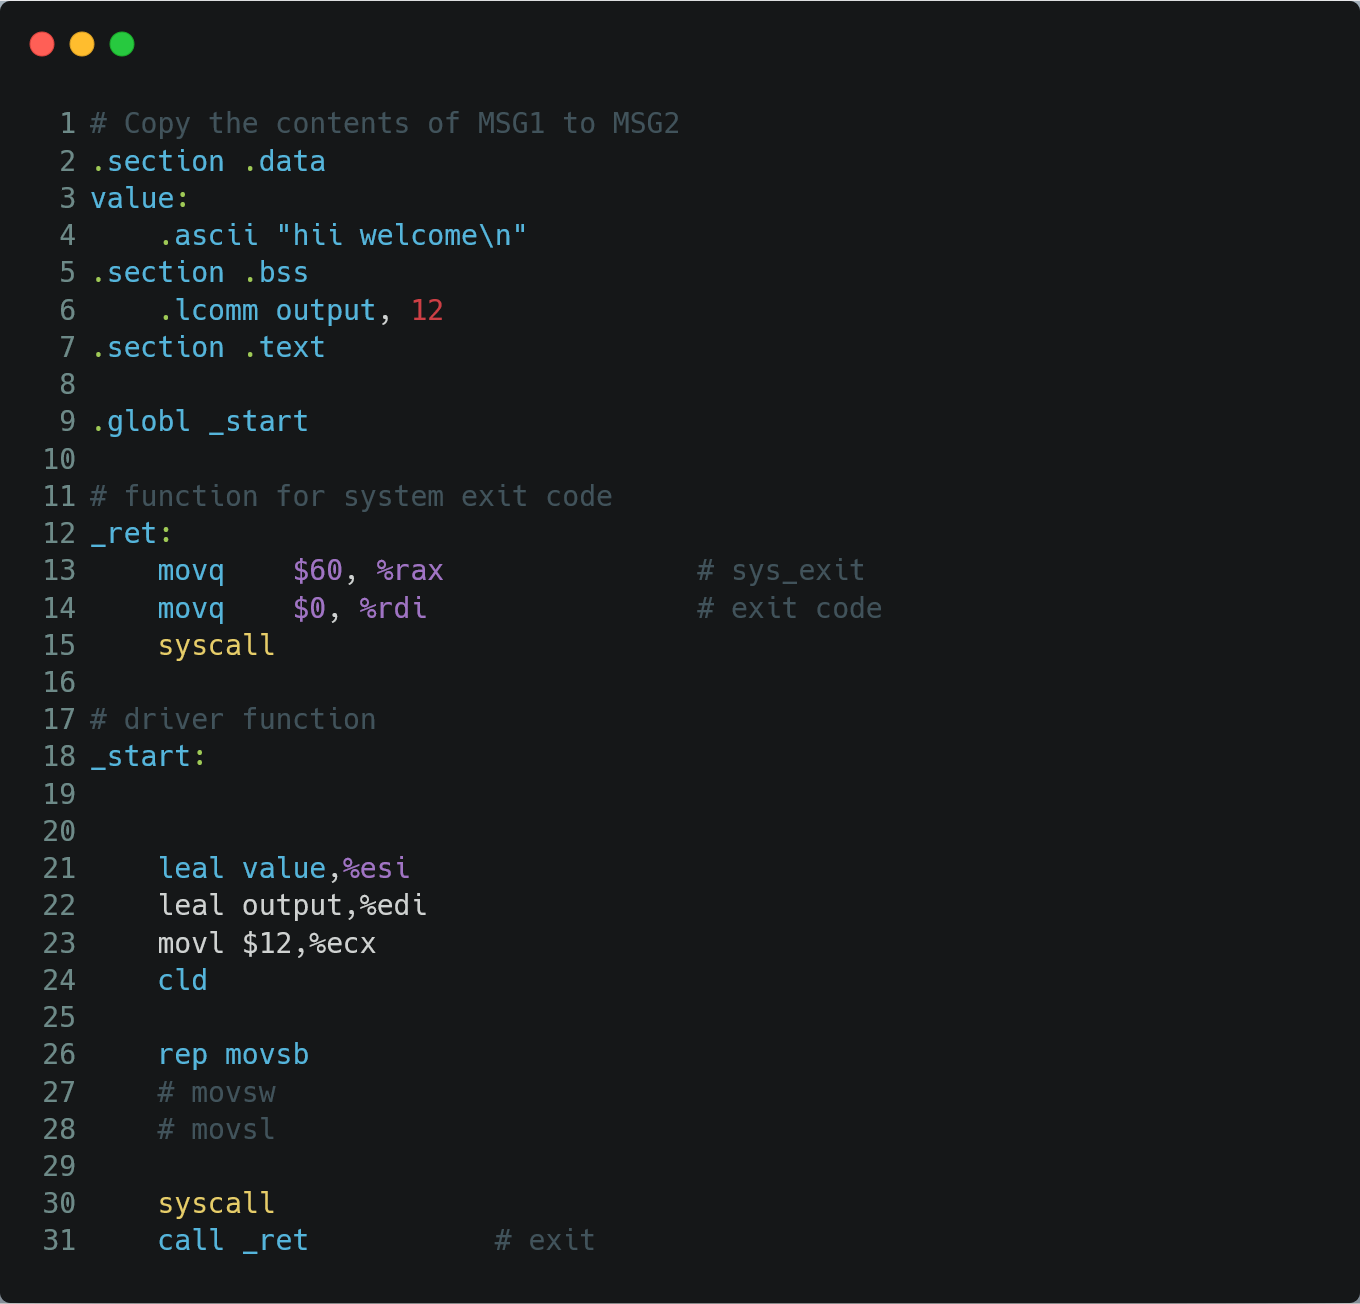 1 # Copy the contents of MSG1 to MSG2
2 .section .data
3 value:
4     .ascii "hii welcome\n"
5 .section .bss
6     .lcomm output, 12
7 .section .text
8
9 .globl _start
10
11 # function for system exit code
12 _ret:
13     movq    $60, %rax               # sys_exit
14     movq    $0, %rdi                # exit code
15     syscall
16
17 # driver function
18 _start:
19
20
21     leal value,%esi
22     leal output,%edi
23     movl $12,%ecx
24     cld
25
26     rep movsb
27     # movsw
28     # movsl
29
30     syscall
31     call _ret           # exit